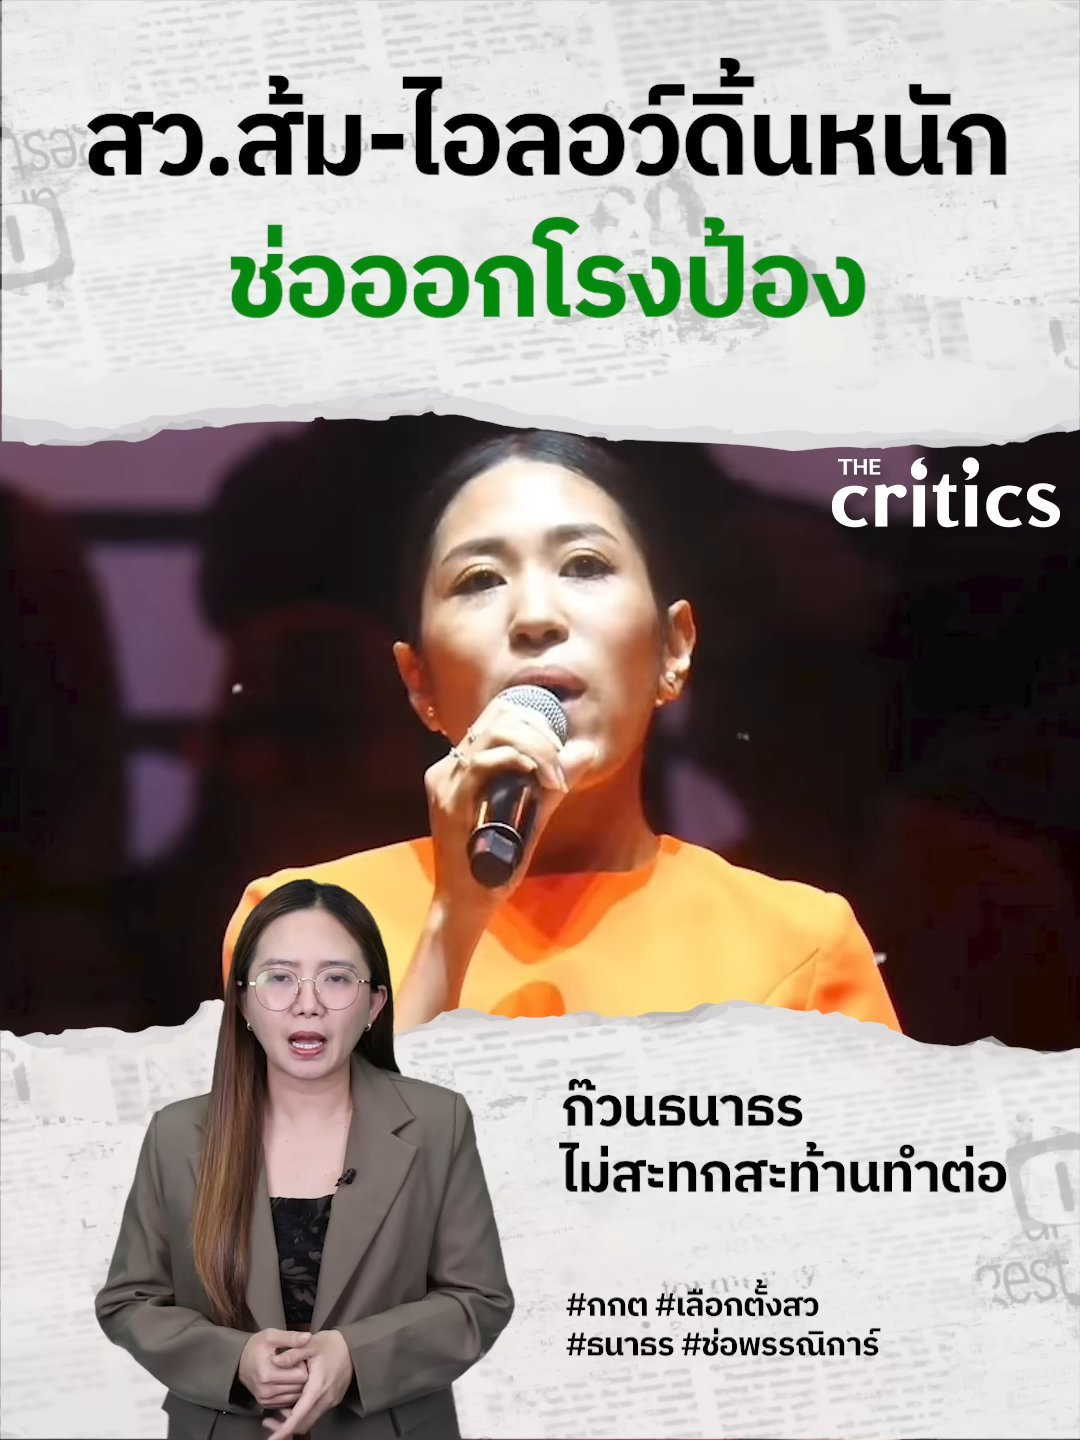 สว.ส้ม-ไอลอว์ดิ้นหนัก
ช่อออกโรงป้อง
THE
critics
ก๊วนธนาธร
ไม่สะทกสะท้านทำต่อ
#กกต #เลือกตั้งสว
#ธนาธร #ช่อพรรณิการ์